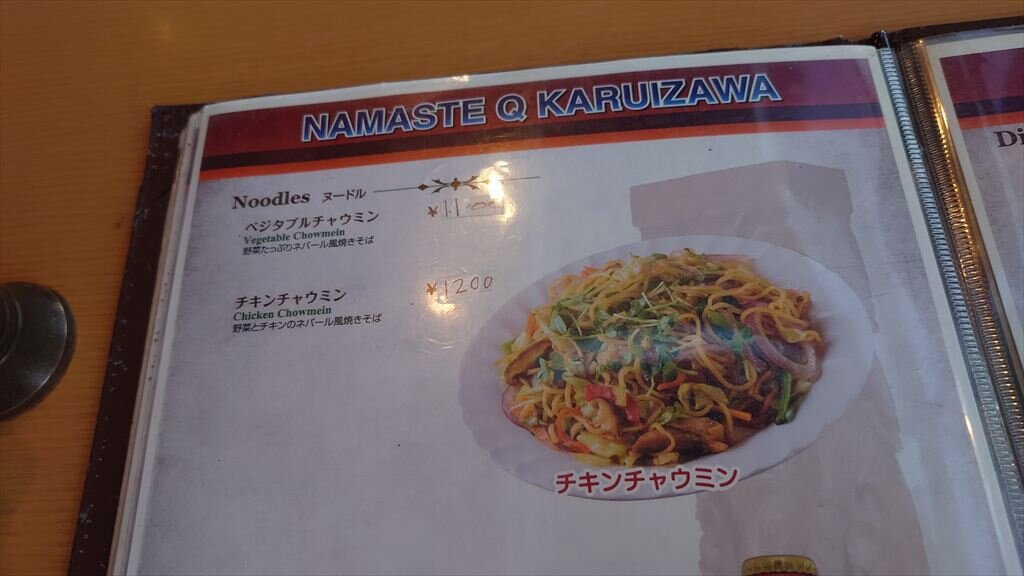 NAMASTE Q KARUIZAWA
Noodles ヌードル
ベジタブルチャウミン ¥1100
Vegetable Chowmein
野菜たっぷりネパール風焼きそば
チキンチャウミン ¥1200
Chicken Chowmein
野菜とチキンのネパール風焼きそば
チキンチャウミン